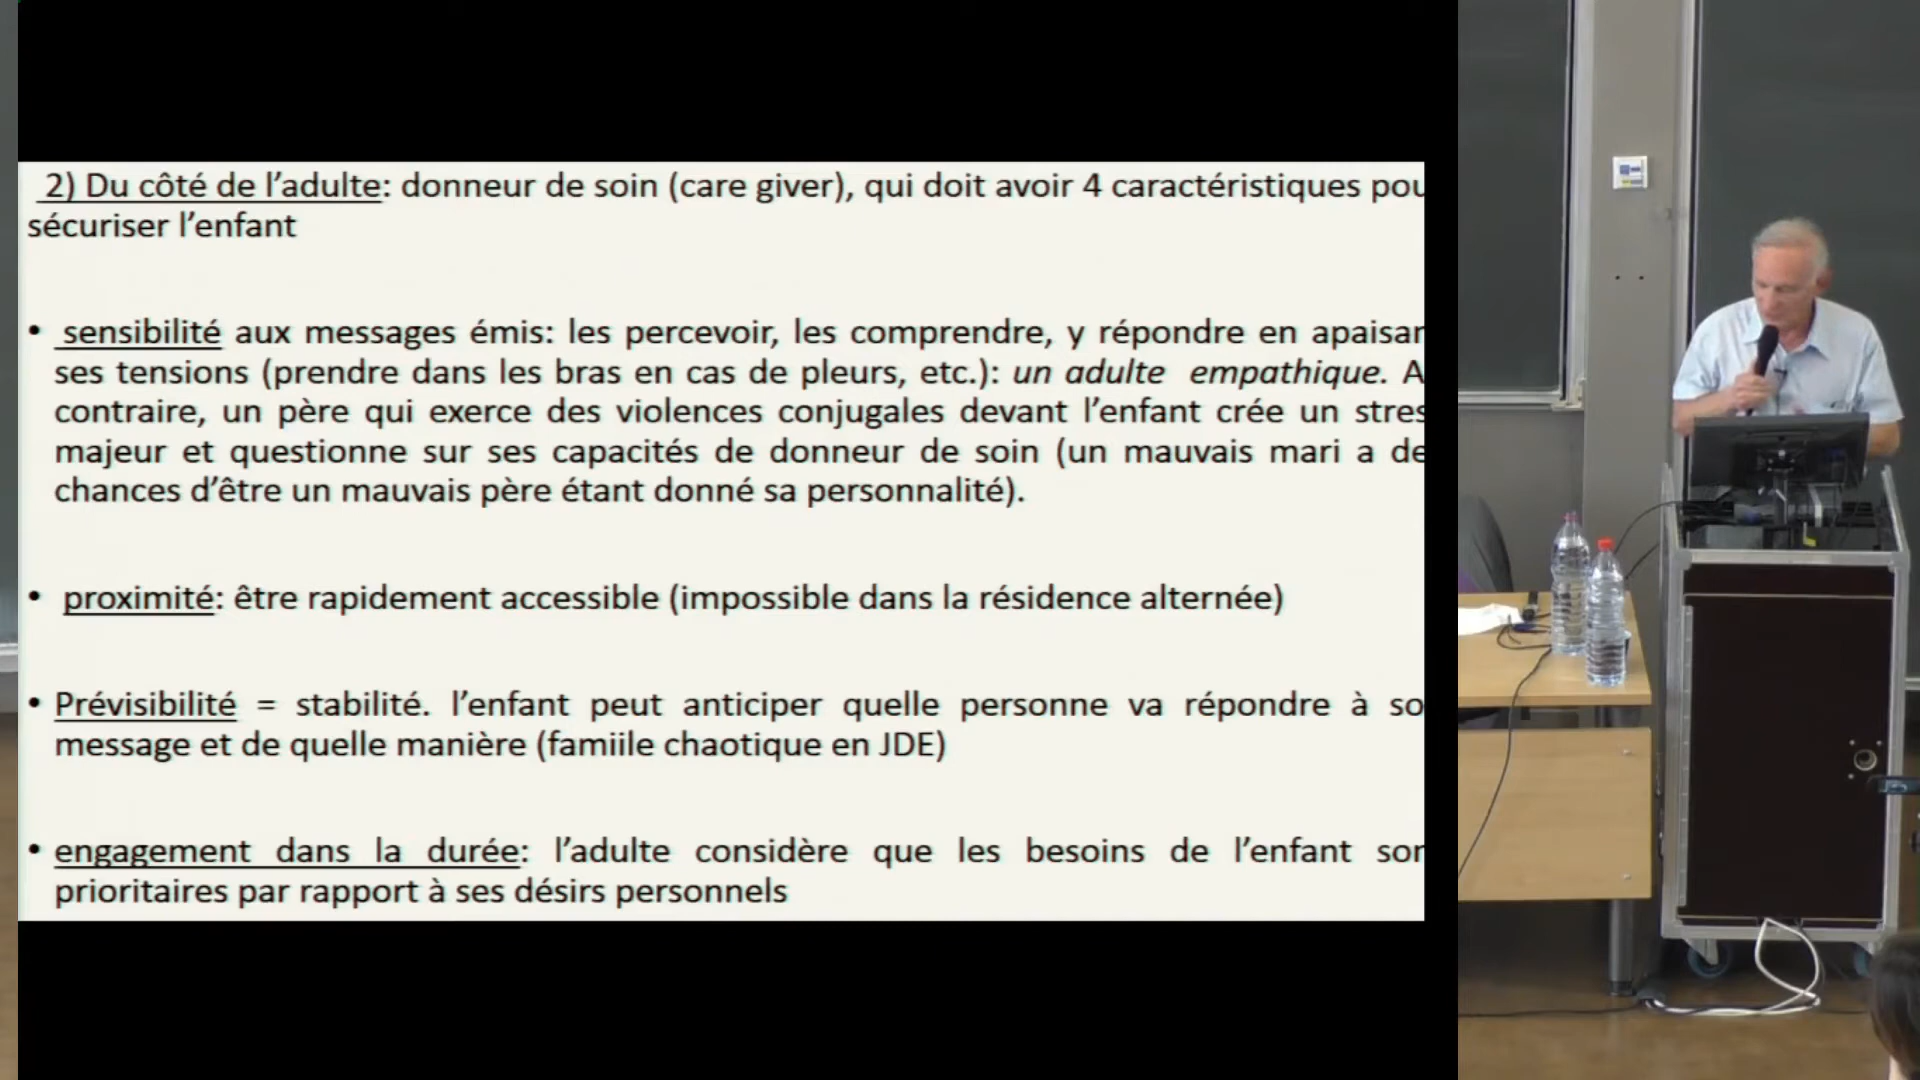 2) Du côté de l’adulte: donneur de soin (care giver), qui doit avoir 4 caractéristiques pou
sécuriser l’enfant
• sensibilité aux messages émis: les percevoir, les comprendre, y répondre en apaisar
ses tensions (prendre dans les bras en cas de pleurs, etc.): un adulte empathique. A
contraire, un père qui exerce des violences conjugales devant l’enfant crée un stres
majeur et questionne sur ses capacités de donneur de soin (un mauvais mari a de
chances d’être un mauvais père étant donné sa personnalité).
• proximité: être rapidement accessible (impossible dans la résidence alternée)
• Prévisibilité = stabilité. l’enfant peut anticiper quelle personne va répondre à so
message et de quelle manière (famiile chaotique en JDE)
• engagement dans la durée: l’adulte considère que les besoins de l’enfant sor
prioritaires par rapport à ses désirs personnels